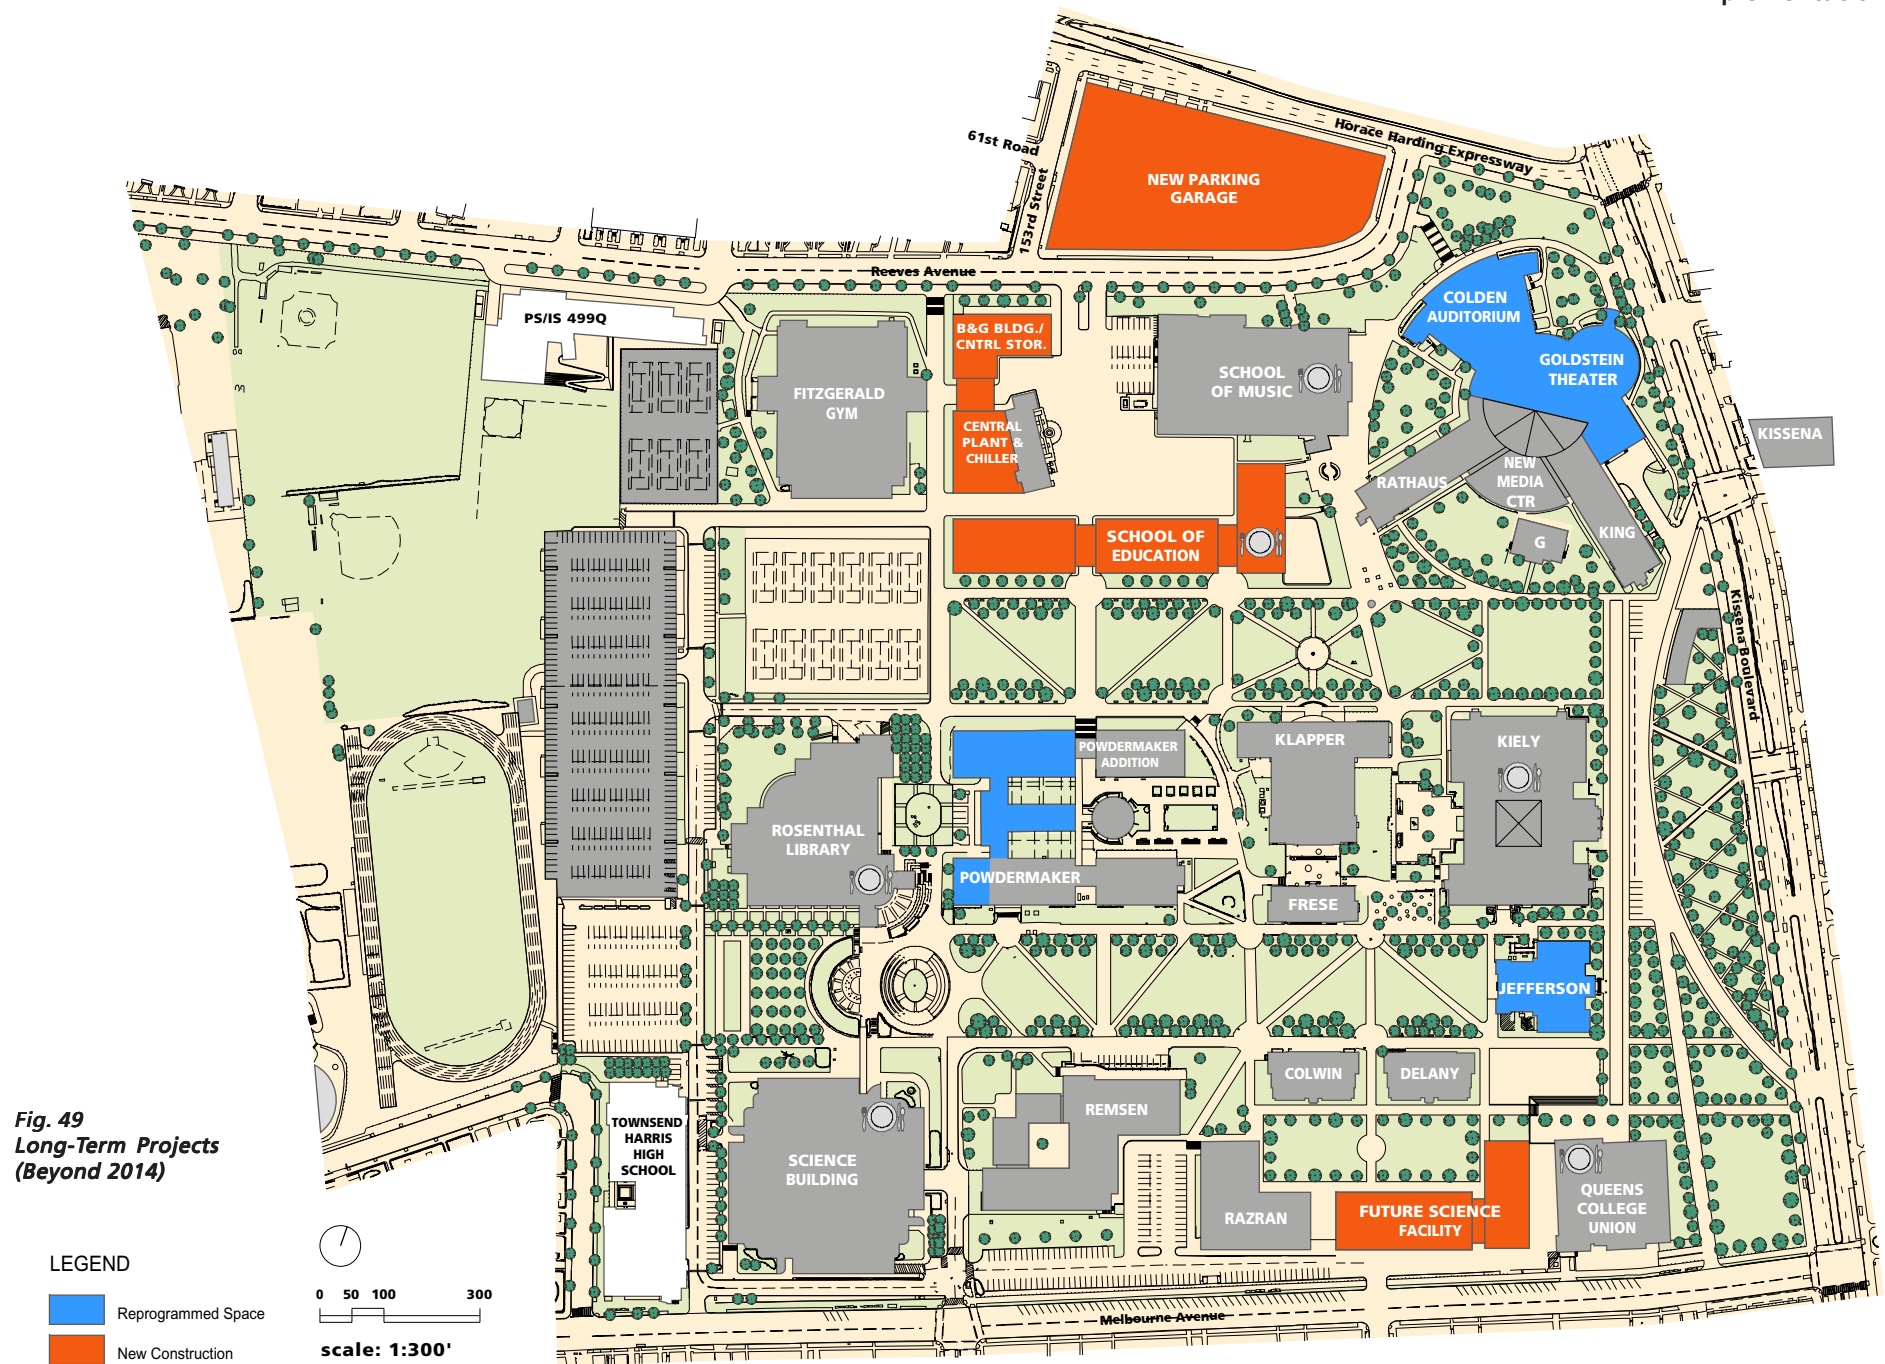 Horace Harding Expressway
61st Road
153rd Street
NEW PARKING
GARAGE
Reeves Avenue
PS/IS 499Q
B&G BLDG./
CNTRL STOR.
COLDEN
AUDITORIUM
GOLDSTEIN
THEATER
SCHOOL
OF MUSIC
FITZGERALD
GYM
CENTRAL
PLANT &
CHILLER
KISSENA
RATHAUS
NEW
MEDIA
CTR
KING
G
SCHOOL OF
EDUCATION
Kissena Boulevard
POWDERMAKER
ADDITION
KLAPPER
KIELY
ROSENTHAL
LIBRARY
POWDERMAKER
FRESE
JEFFERSON
COLWIN
DELANY
REMSEN
TOWNSEND
HARRIS
HIGH
SCHOOL
SCIENCE
BUILDING
RAZRAN
FUTURE SCIENCE
FACILITY
QUEENS
COLLEGE
UNION
Melbourne Avenue
Fig. 49
Long-Term Projects
(Beyond 2014)
LEGEND
Reprogrammed Space
New Construction
0 50 100 300
scale: 1:300'